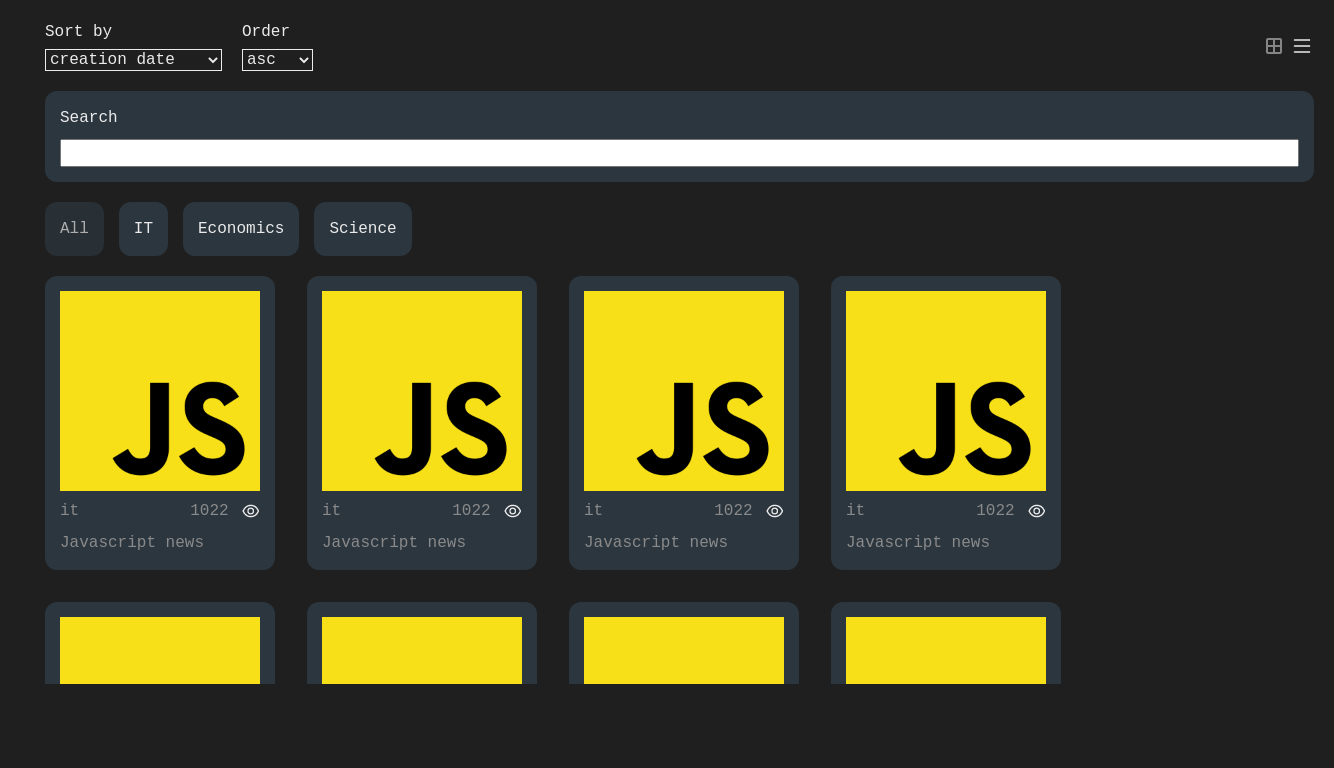 Sort by Order
creation date asc
Search
All IT Economics Science
JS JS JS JS
it 1022 it 1022 it 1022 it 1022
Javascript news Javascript news Javascript news Javascript news